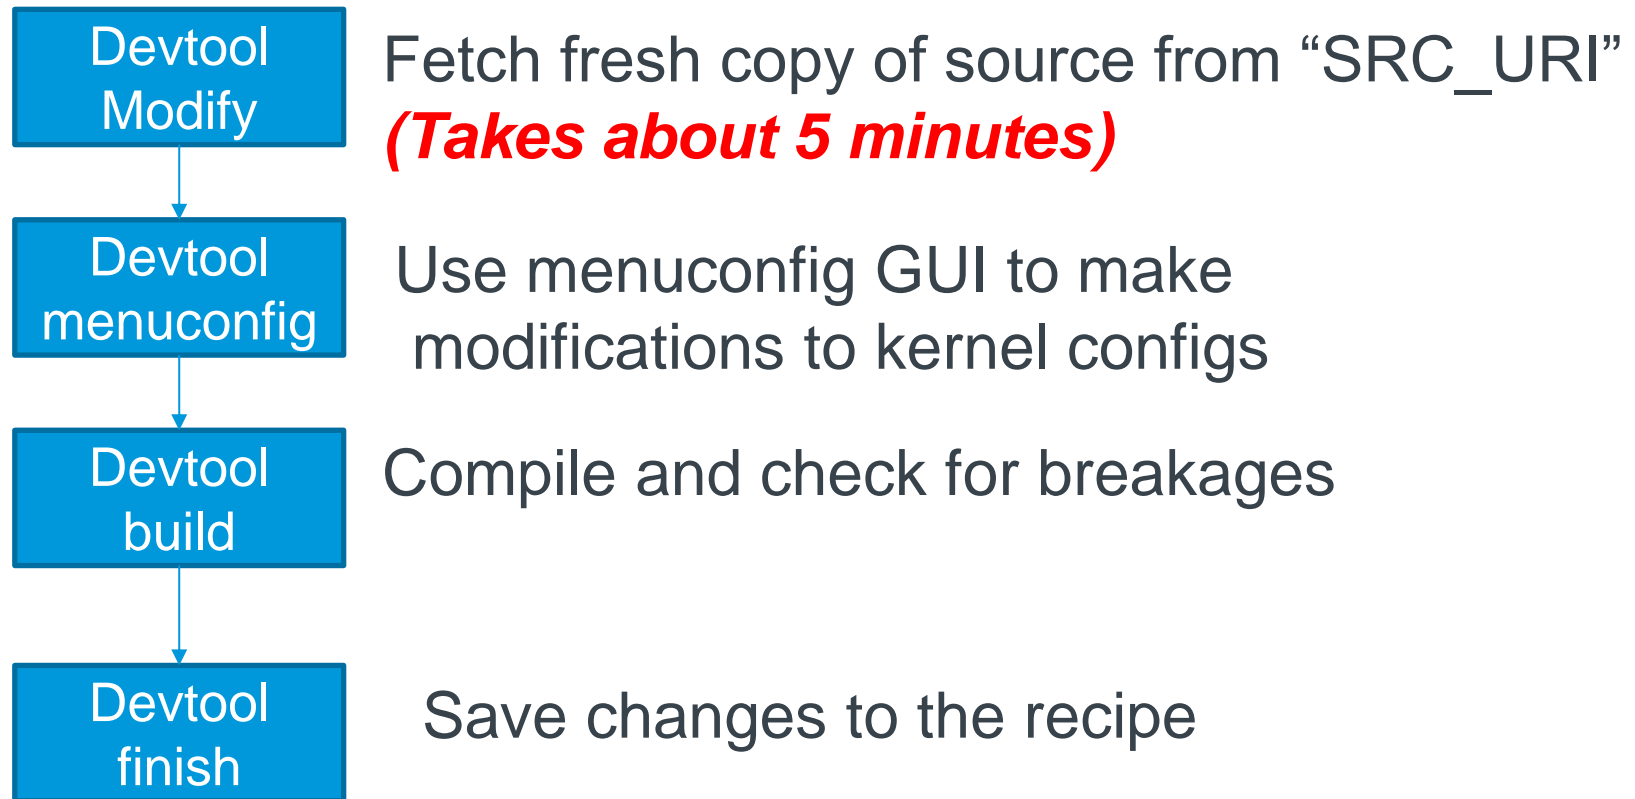 Devtool
Modify
Fetch fresh copy of source from “SRC_URI”
(Takes about 5 minutes)
Devtool
menuconfig
Use menuconfig GUI to make
modifications to kernel configs
Devtool
build
Compile and check for breakages
Devtool
finish
Save changes to the recipe